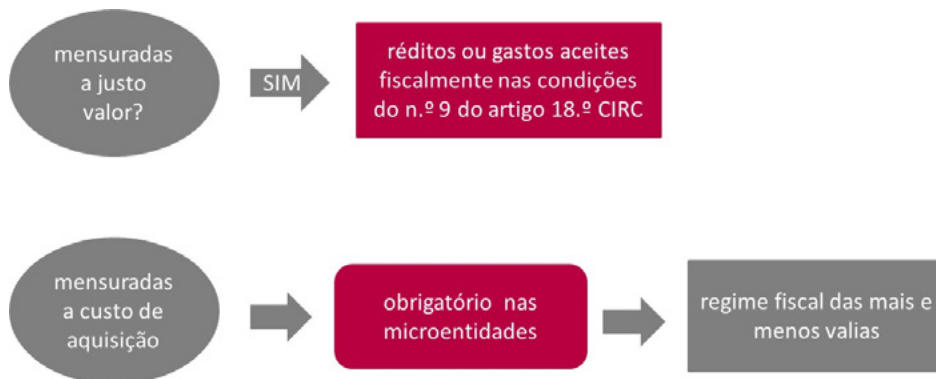 mensuradas
a justo
valor?
SIM
réditos ou gastos aceites
fiscalmente nas condições
do n.º 9 do artigo 18.º CIRC
mensuradas
a custo de
aquisição
obrigatório nas
microentidades
regime fiscal das mais e
menos valias